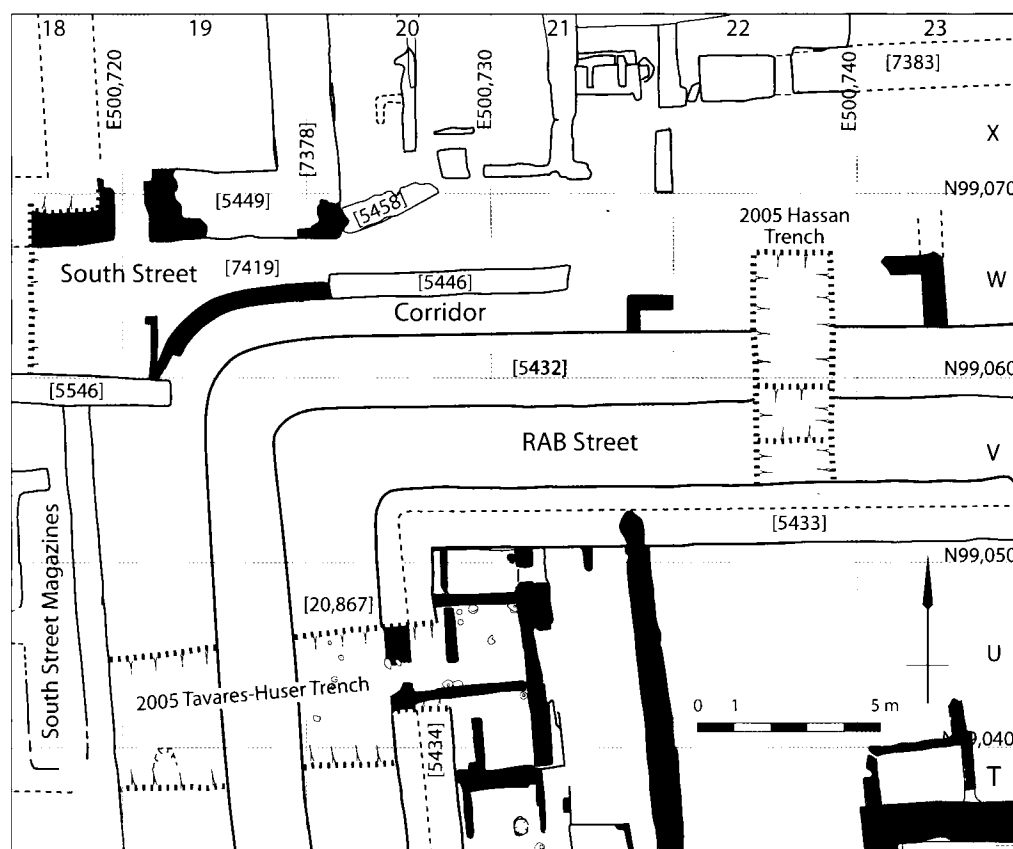 18 19 20 21 22 23
E500,720
E500,730
E500,740
[7383]
X
[7378]
N99,070
[5449]
[5458]
2005 Hassan
Trench
South Street
[7419]
[5446]
W
Corridor
[5432]
N99,060
[5546]
RAB Street
V
[5433]
N99,050
South Street Magazines
[20,867]
U
2005 Tavares-Huser Trench
0 1 5 m
[5434]
N99,040
T